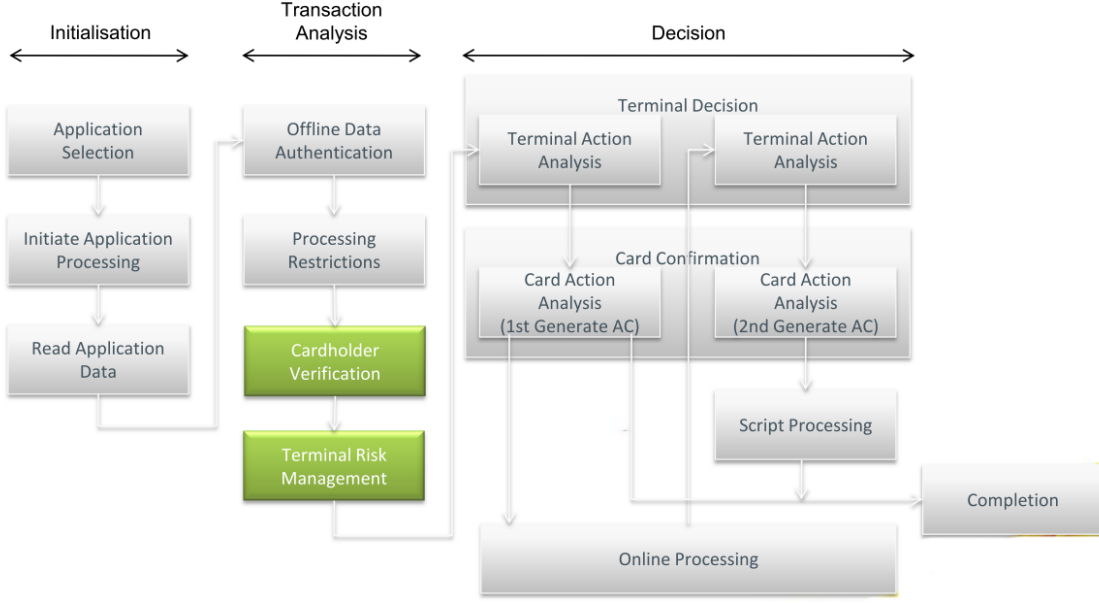 Initialisation
Transaction
Analysis
Decision
Application
Selection
Initiate Application
Processing
Read Application
Data
Offline Data
Authentication
Processing
Restrictions
Cardholder
Verification
Terminal Risk
Management
Terminal Decision
Terminal Action
Analysis
Terminal Action
Analysis
Card Confirmation
Card Action
Analysis
(1st Generate AC)
Card Action
Analysis
(2nd Generate AC)
Script Processing
Completion
Online Processing